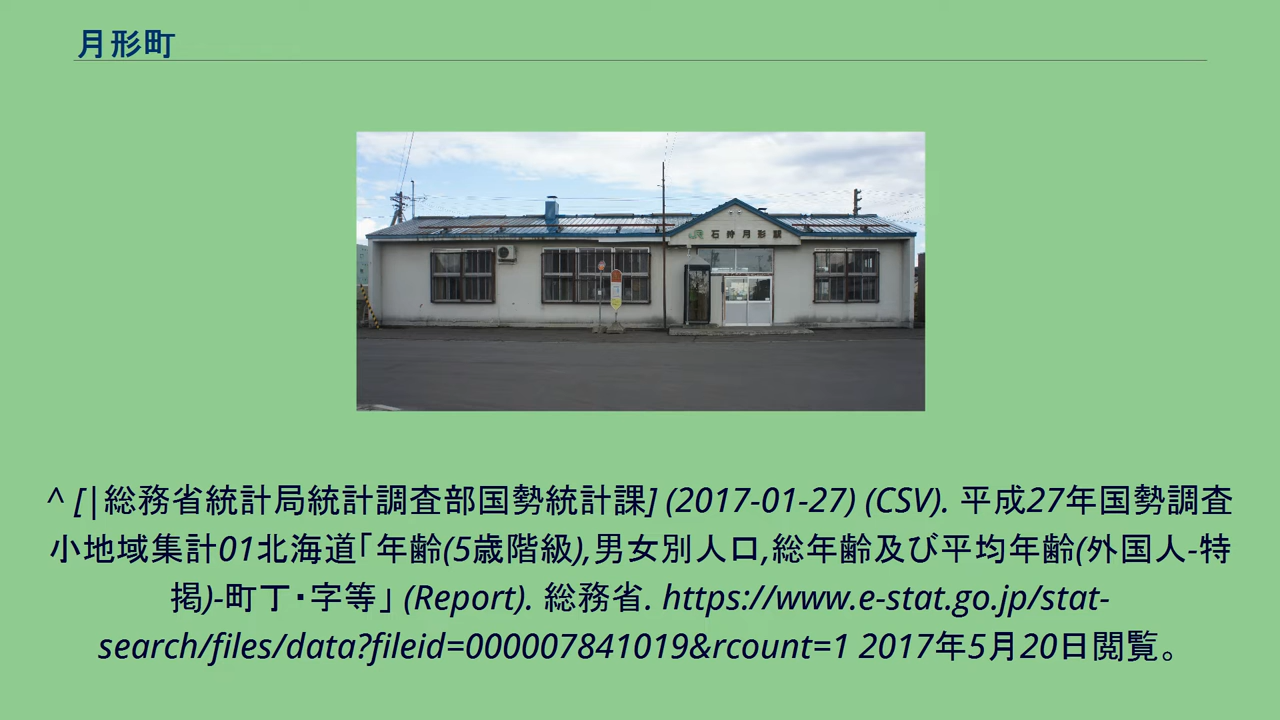 月形町
JR 石狩月形駅
^ [|総務省統計局統計調査部国勢統計課] (2017-01-27) (CSV). 平成27年国勢調査
小地域集計01北海道「年齢(5歳階級),男女別人口,総年齢及び平均年齢(外国人-特
掲)-町丁・字等」 (Report). 総務省. https://www.e-stat.go.jp/stat-
search/files/data?fileid=000007841019&rcount=1 2017年5月20日閲覧。